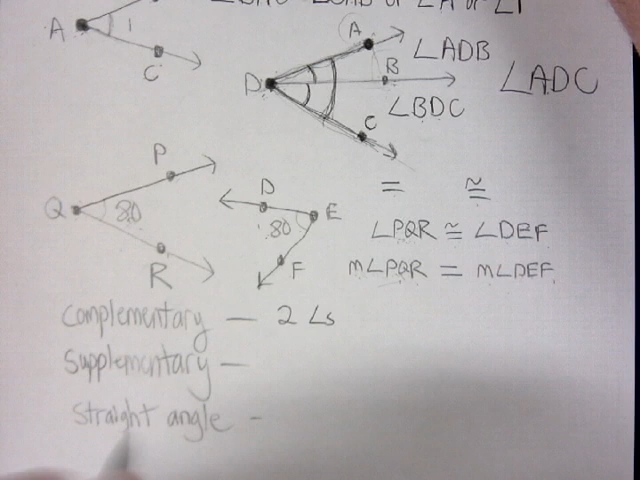 A 1
C
A ∠ADB
D B ∠ADC
∠BDC
C
P
Q 80
R
D
E
80
F
= ≅
∠PQR ≅ ∠DEF
m∠PQR = m∠DEF
Complementary — 2 ∠s
Supplementary —
Straight angle -